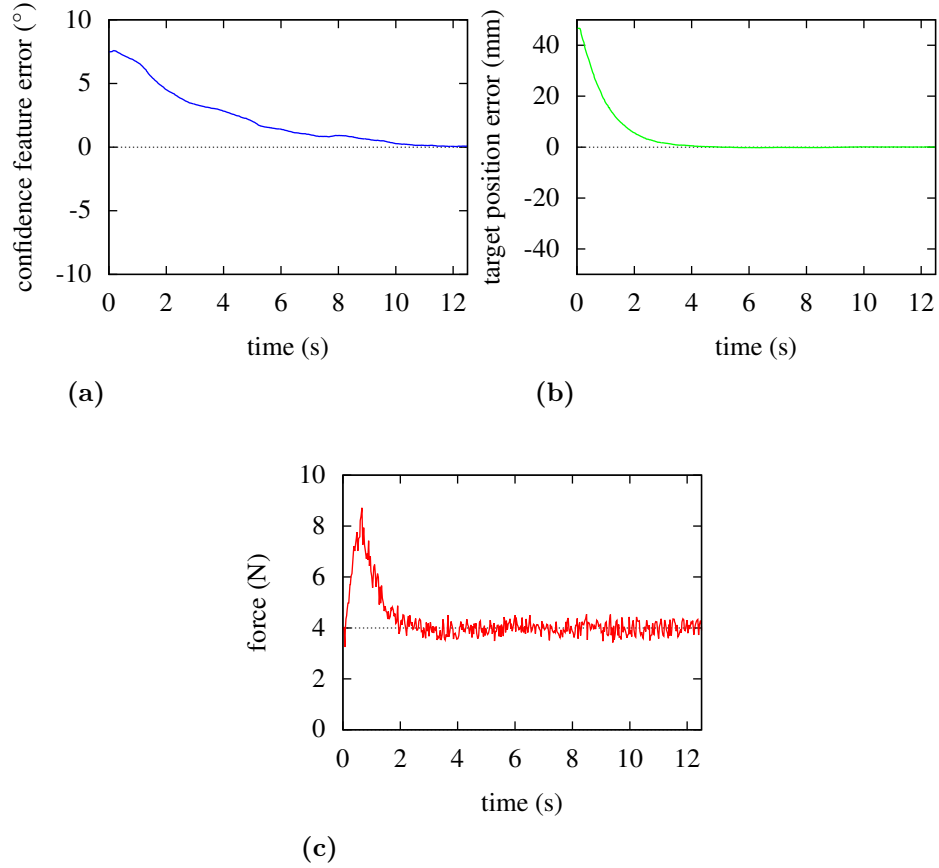 confidence feature error (°)
10
5
0
-5
-10
0 2 4 6 8 10 12
time (s)
(a)
target position error (mm)
40
20
0
-20
-40
0 2 4 6 8 10 12
time (s)
(b)
force (N)
10
8
6
4
2
0
0 2 4 6 8 10 12
time (s)
(c)